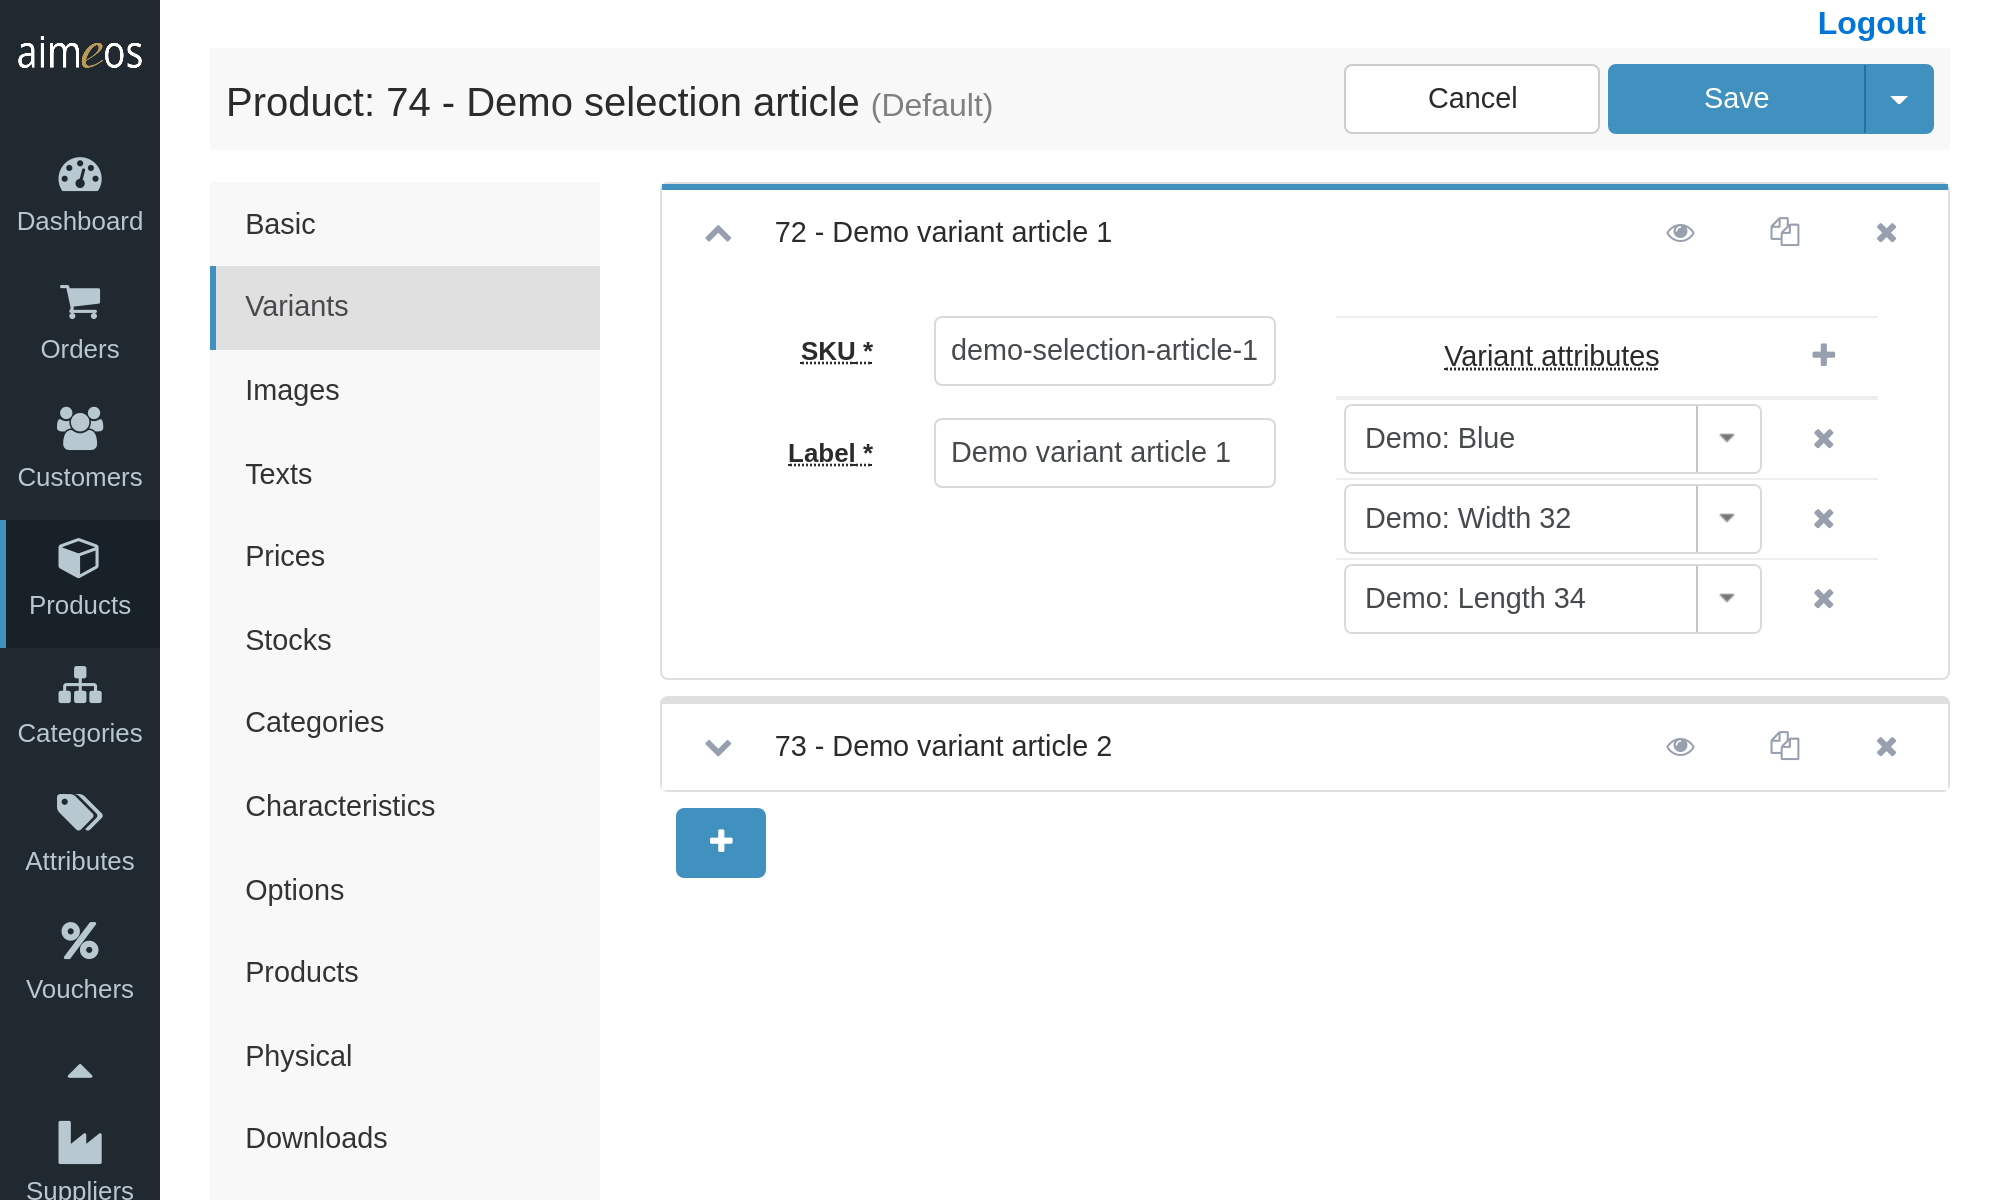 aimeos
Logout
Product: 74 - Demo selection article (Default)
Cancel
Save
Dashboard
Orders
Customers
Products
Categories
Attributes
Vouchers
Suppliers
Basic
Variants
Images
Texts
Prices
Stocks
Categories
Characteristics
Options
Products
Physical
Downloads
72 - Demo variant article 1
SKU *
demo-selection-article-1
Label *
Demo variant article 1
Variant attributes
Demo: Blue
Demo: Width 32
Demo: Length 34
73 - Demo variant article 2